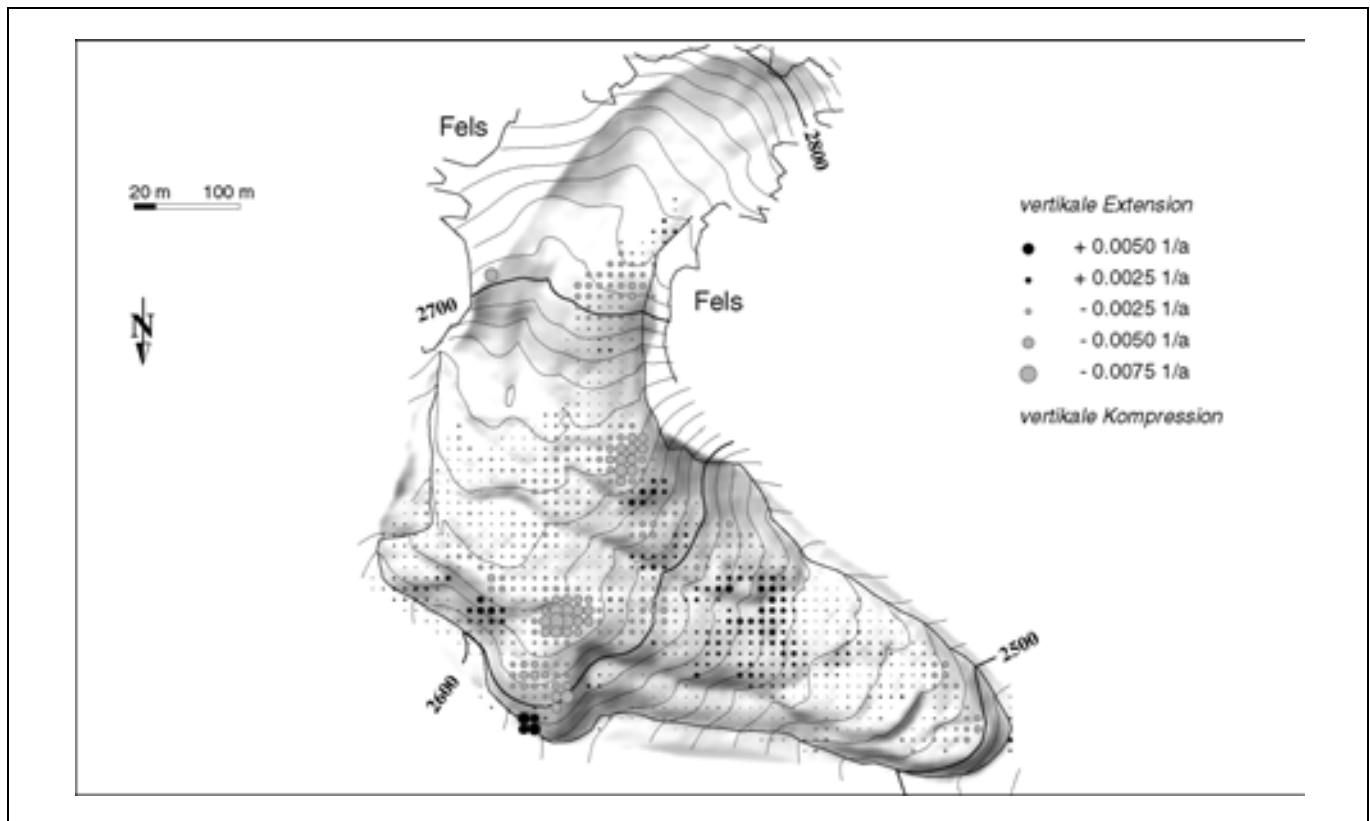 Fels
2800
20 m 100 m
N
2700
Fels
vertikale Extension
+ 0.0050 1/a
+ 0.0025 1/a
- 0.0025 1/a
- 0.0050 1/a
- 0.0075 1/a
vertikale Kompression
2600
2500